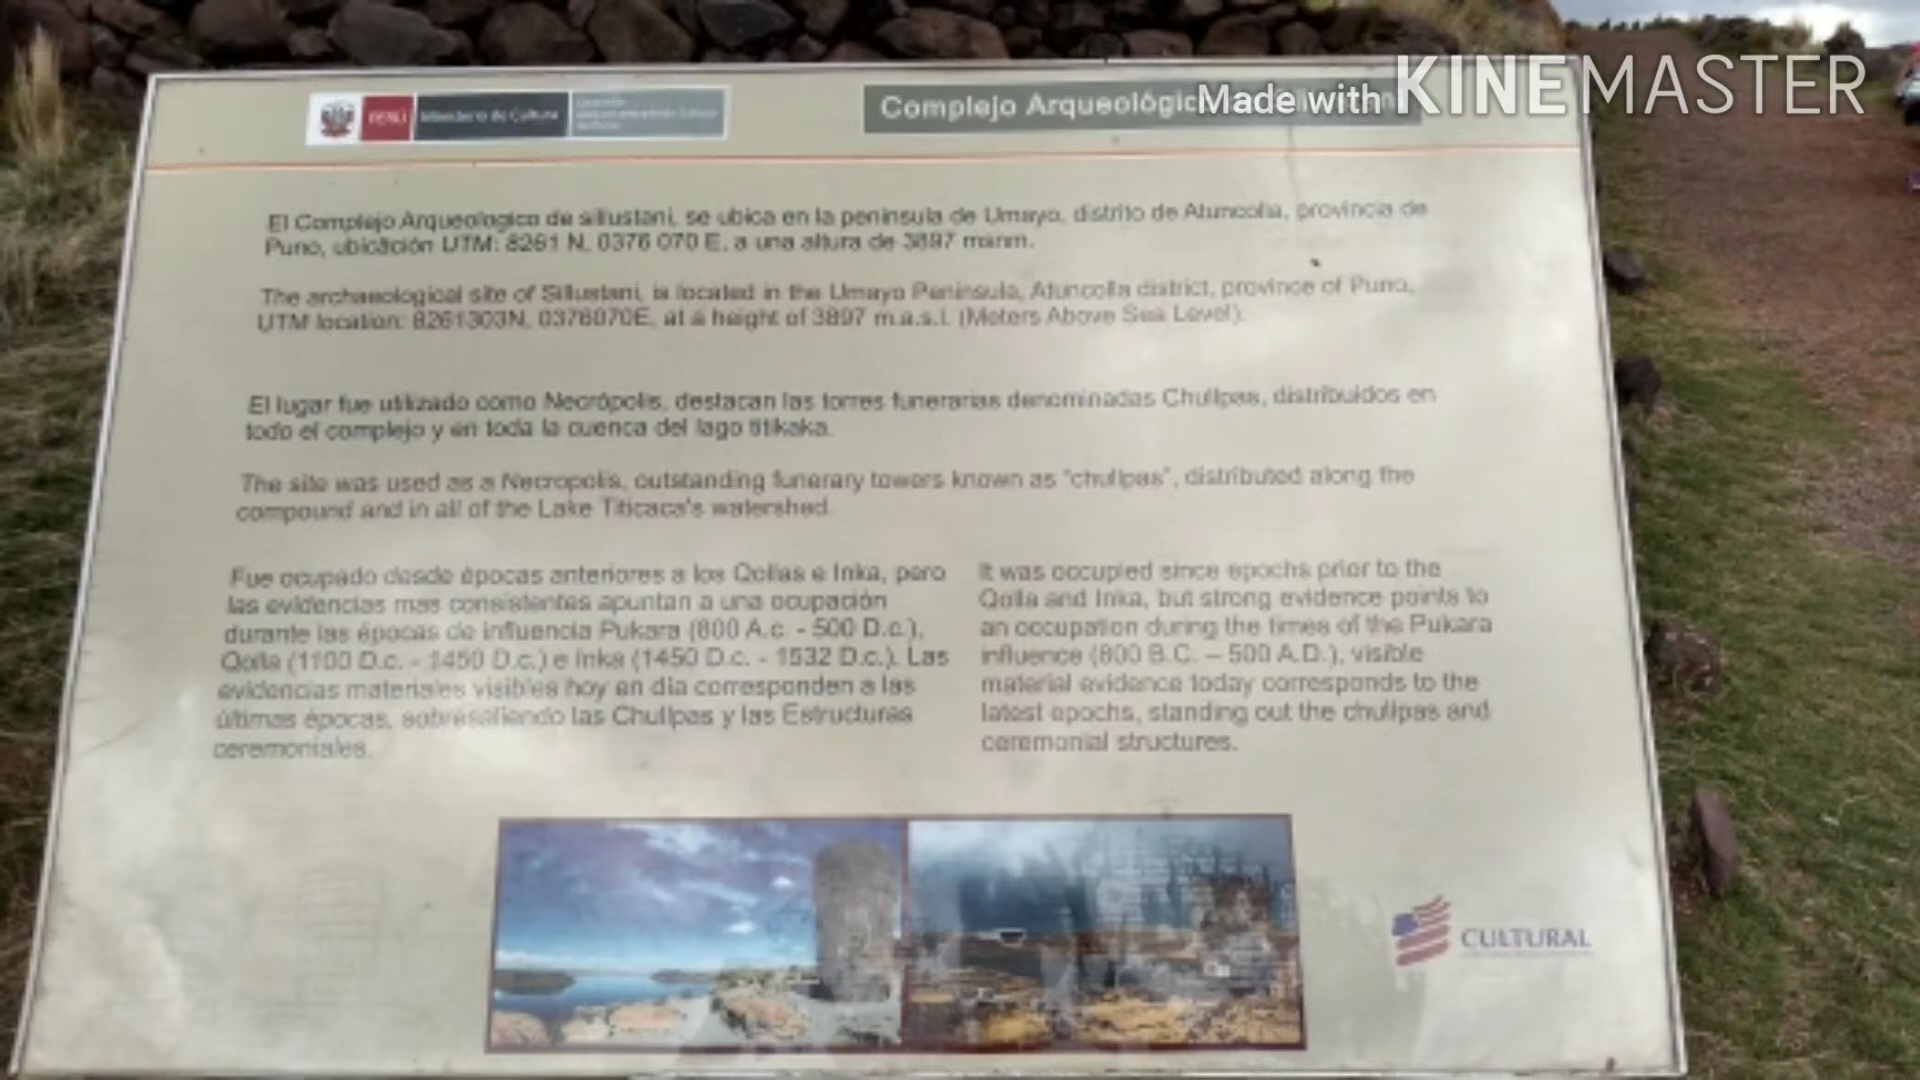 PERÚ Ministerio de Cultura
Complejo Arqueológic
Made with KINEMASTER
El Complejo Arqueologico de sillustani, se ubica en la peninsula de Umayo, distrito de Atuncolla, provincia de
Puno, ubicación UTM: 8261 N, 0376 070 E, a una altura de 3897 msnm.
The archaeological site of Sillustani, is located in the Umayo Peninsula, Atuncolla district, province of Puno,
UTM location: 8261303N, 0376070E, at a height of 3897 m.a.s.l. (Meters Above Sea Level).
El lugar fue utilizado como Necrópolis, destacan las torres funerarias denominadas Chullpas, distribuidos en
todo el complejo y en toda la cuenca del lago titikaka.
The site was used as a Necropolis, outstanding funerary towers known as "chullpas", distributed along the
compound and in all of the Lake Titicaca's watershed.
Fue ocupado desde épocas anteriores a los Qollas e Inka, pero
las evidencias mas consistentes apuntan a una ocupación
durante las épocas de influencia Pukara (800 A.c. - 500 D.c.),
Qolla (1100 D.c. - 1450 D.c.) e Inka (1450 D.c. - 1532 D.c.). Las
evidencias materiales visibles hoy en dia corresponden a las
últimas épocas, sobresaliendo las Chullpas y las Estructuras
ceremoniales.
It was occupied since epochs prior to the
Qolla and Inka, but strong evidence points to
an occupation during the times of the Pukara
influence (800 B.C. – 500 A.D.), visible
material evidence today corresponds to the
latest epochs, standing out the chullpas and
ceremonial structures.
CULTURAL